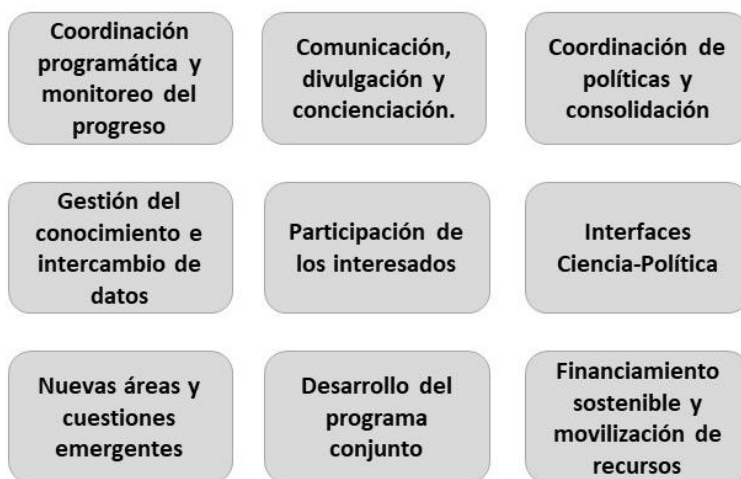 Coordinación
programática y
monitoreo del
progreso
Comunicación,
divulgación y
concienciación.
Coordinación de
políticas y
consolidación
Gestión del
conocimiento e
intercambio de
datos
Participación de
los interesados
Interfaces
Ciencia-Política
Nuevas áreas y
cuestiones
emergentes
Desarrollo del
programa
conjunto
Financiamiento
sostenible y
movilización de
recursos